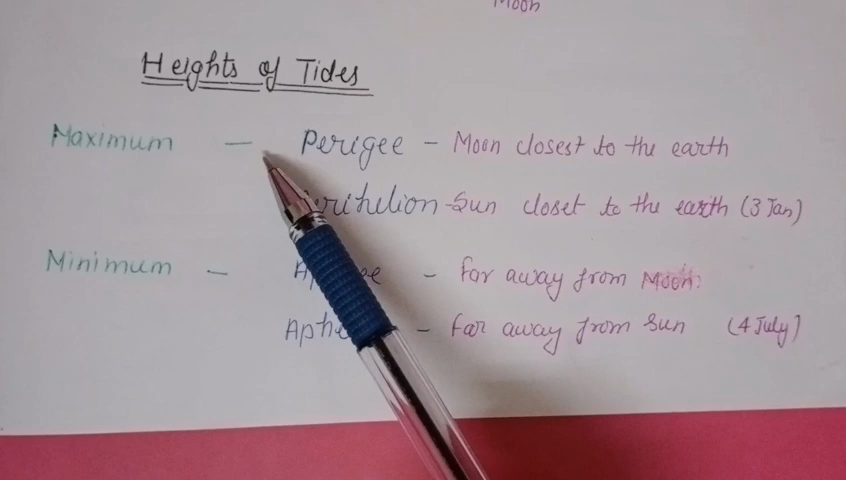 Moon
Heights of Tides
Maximum — Perigee – Moon closest to the earth
Sun closet to the earth (3 Jan)
Minimum – – Far away from Moon
– Far away from Sun (4 July)